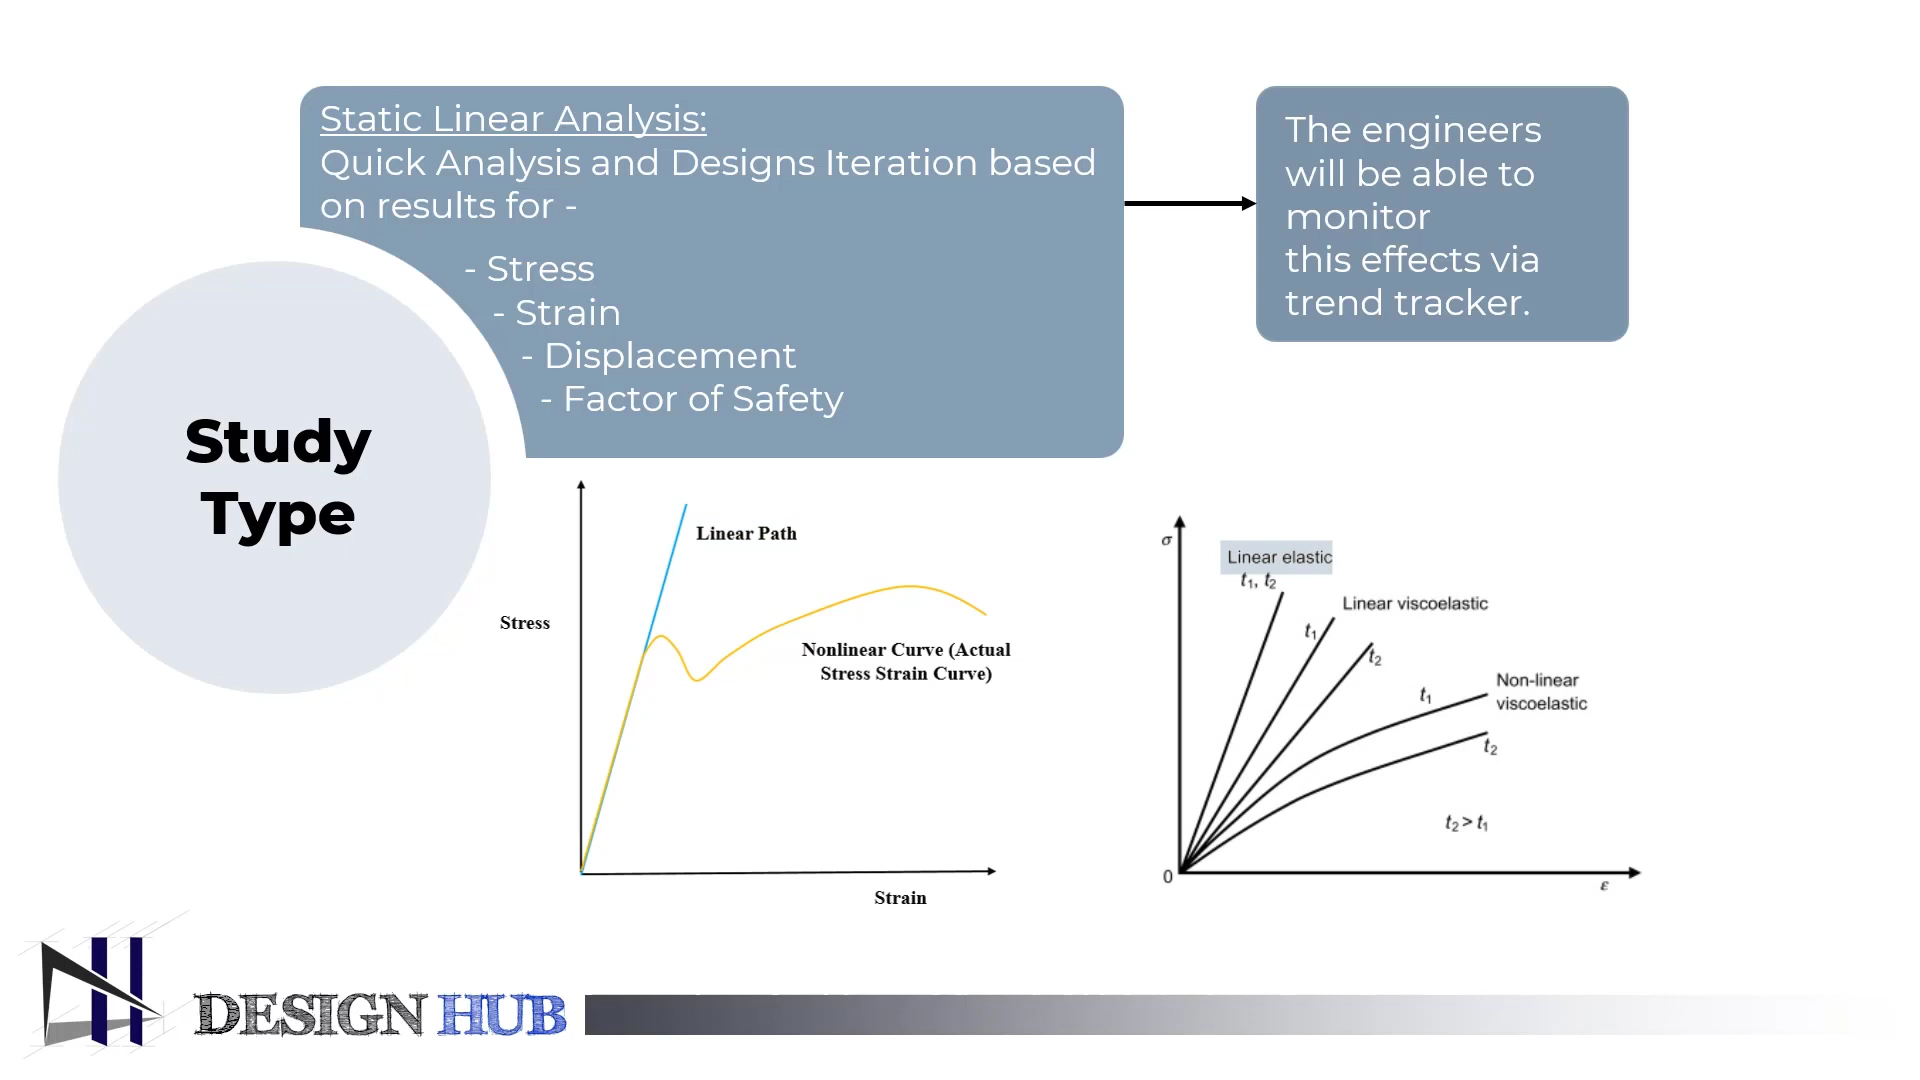 Static Linear Analysis:
Quick Analysis and Designs Iteration based
on results for -
- Stress
- Strain
- Displacement
- Factor of Safety
The engineers
will be able to
monitor
this effects via
trend tracker.
Study
Type
Linear Path
Stress
Nonlinear Curve (Actual
Stress Strain Curve)
Strain
σ
Linear elastic
t₁, t₂
Linear viscoelastic
t₁
t₂
Non-linear
viscoelastic
t₁
t₂
t₂ > t₁
0
ε
DESIGN HUB